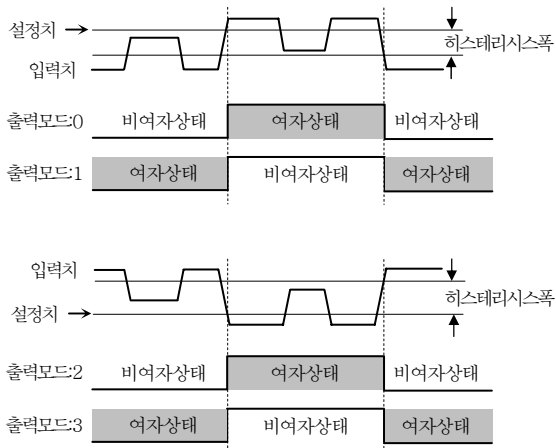 설정치
히스테리시스폭
입력치
출력모드:0 비여자상태 여자상태 비여자상태
출력모드:1 여자상태 비여자상태 여자상태
입력치
히스테리시스폭
설정치
출력모드:2 비여자상태 여자상태 비여자상태
출력모드:3 여자상태 비여자상태 여자상태